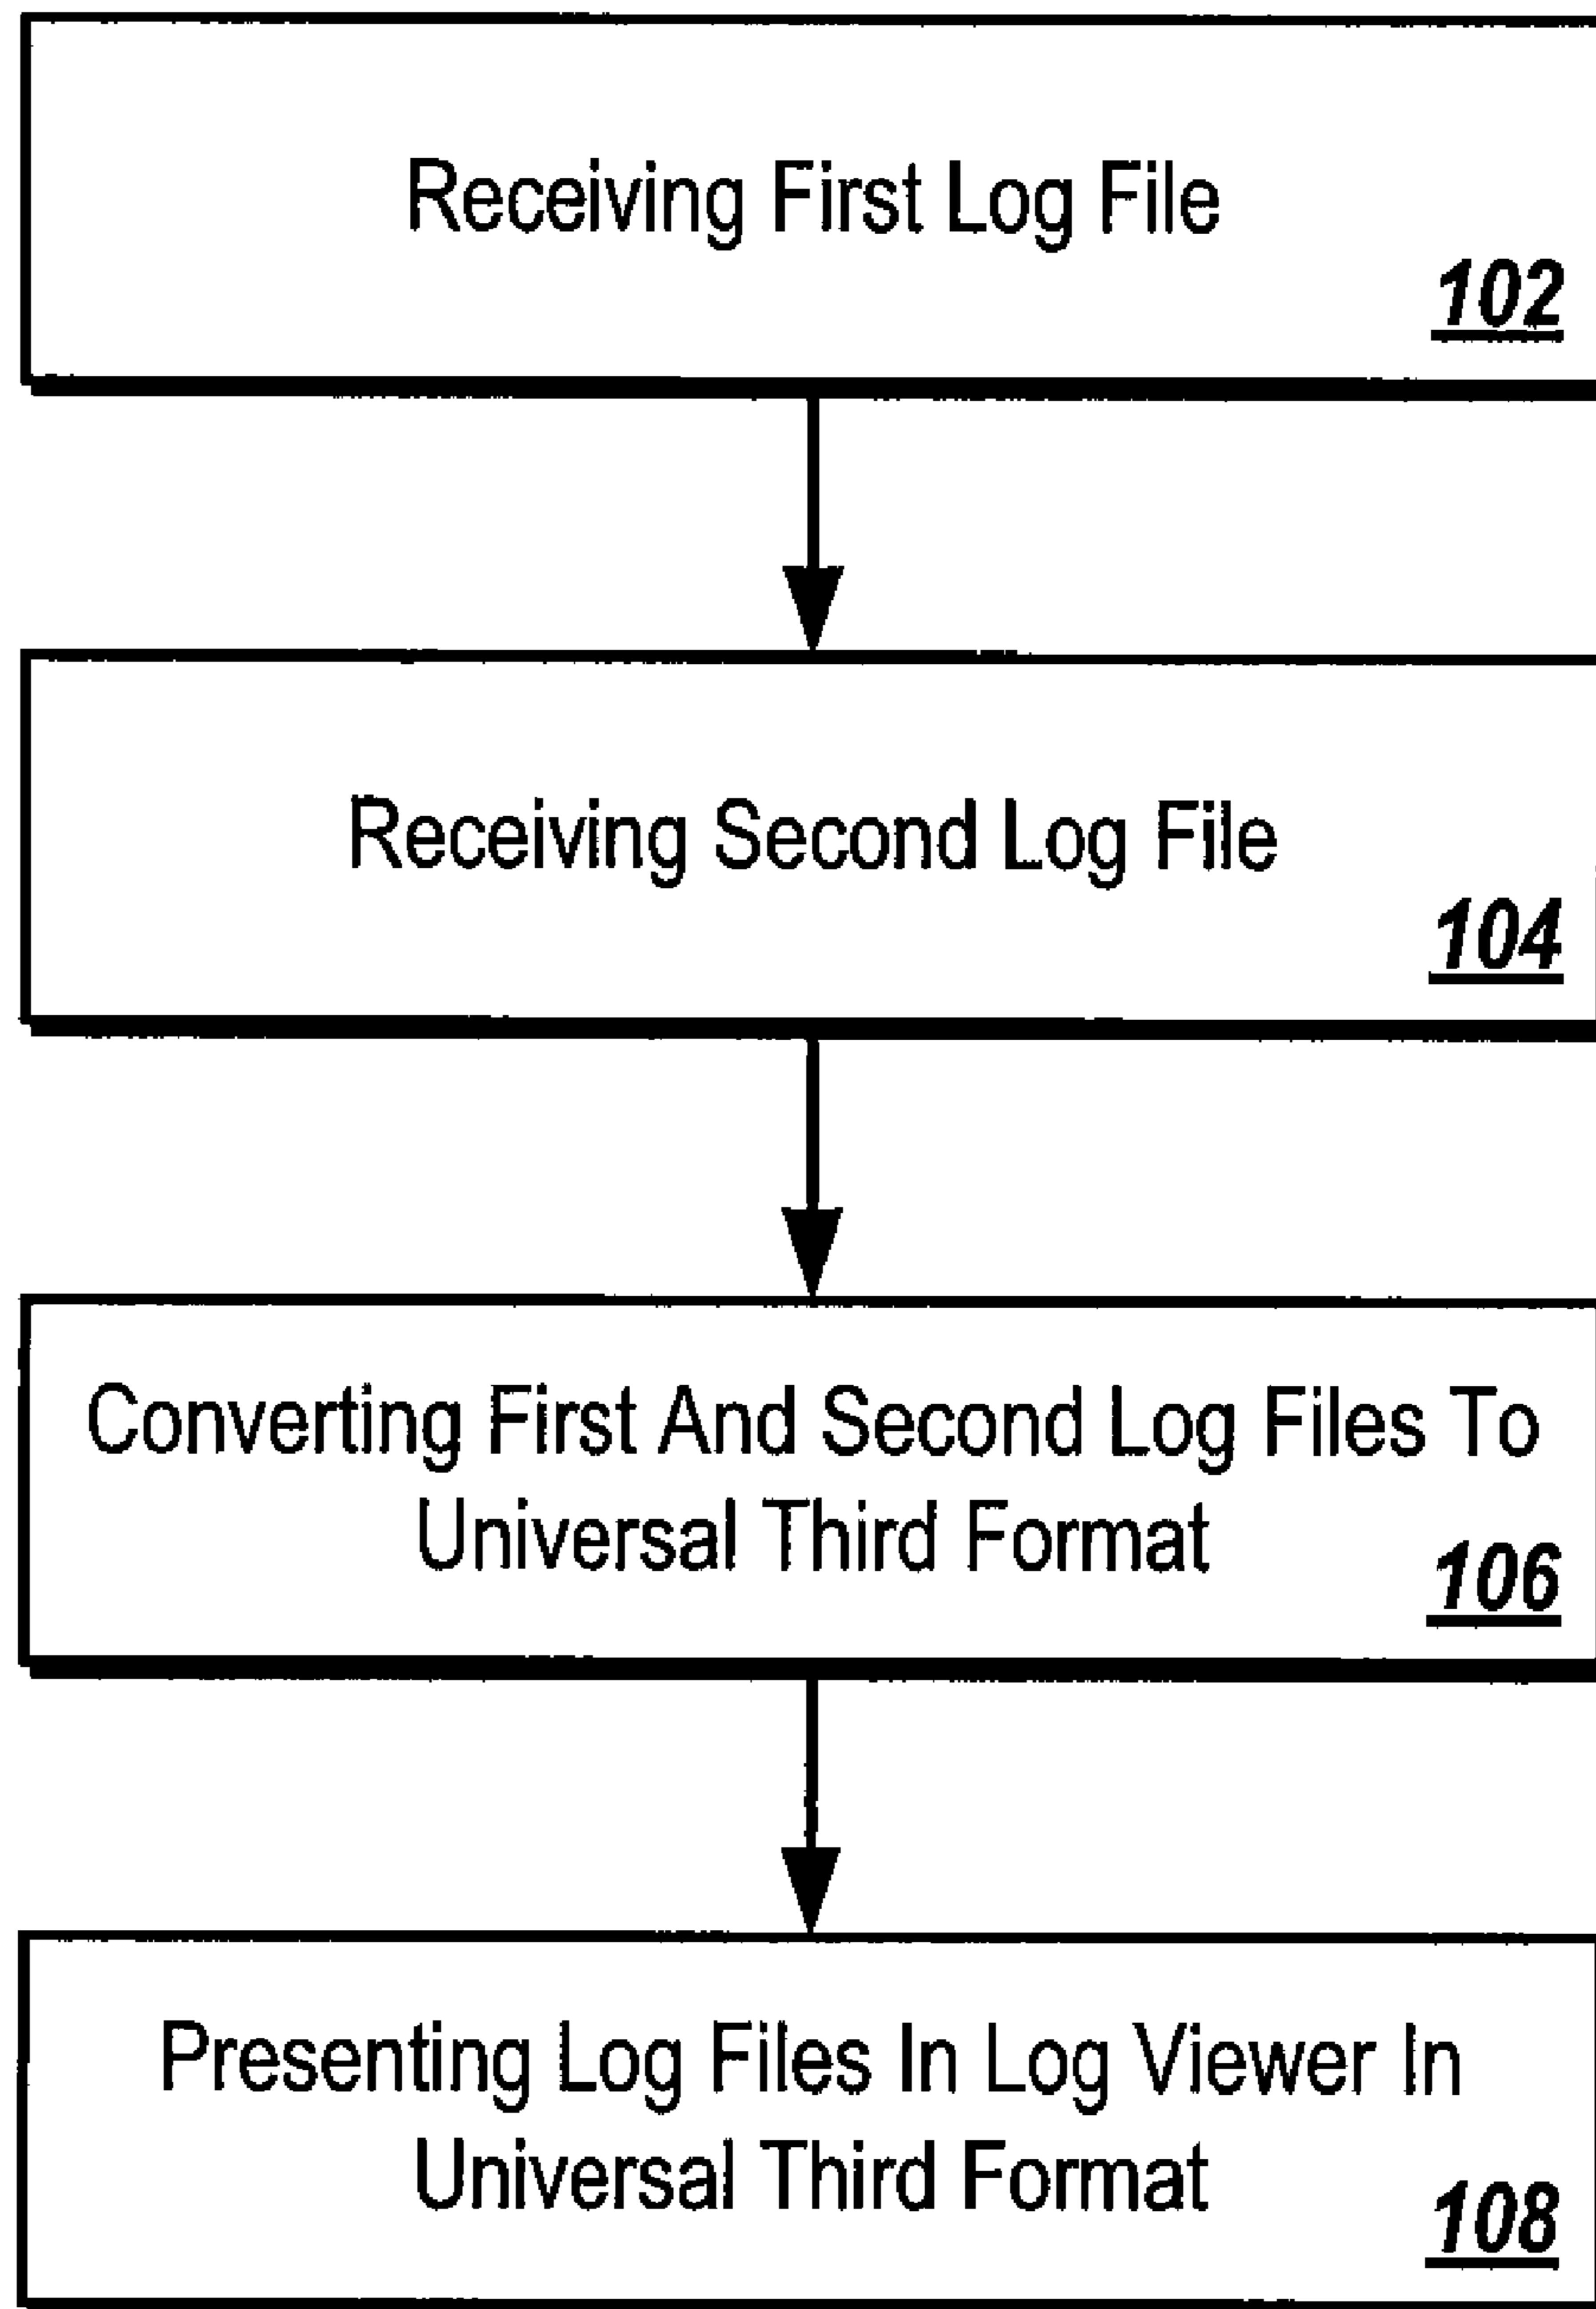 Receiving First Log File
102
Receiving Second Log File
104
Converting First And Second Log Files To
Universal Third Format
106
Presenting Log Files In Log Viewer In
Universal Third Format
108